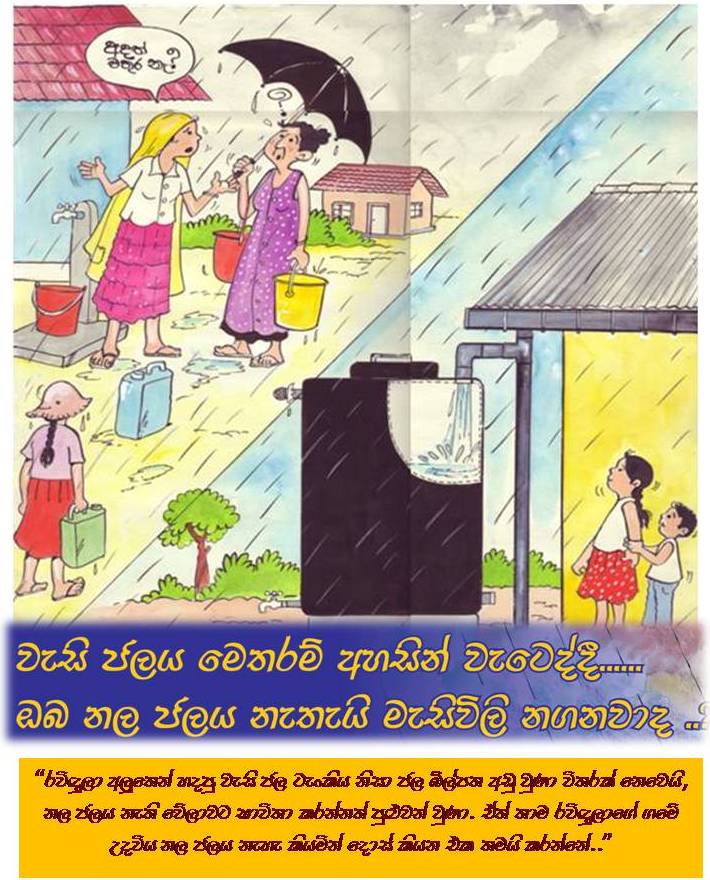 අදත්
වතුර නෑ?
?
වැසි ජලය මෙතරම් අහසින් වැටෙද්දී......
ඔබ නල ජලය නැතැයි මැසිවිලි නගනවාද ..?
“රවිඳුලා අලුතෙන් හදපු වැසි ජල ටැංකිය නිසා ජල බිල්පත අඩු වුණා විතරක් නෙවෙයි,
නල ජලය නැති වේලාවට භාවිතා කරන්නත් පුළුවන් වුණා. ඒත් තාම රවිඳුලාගේ ගමේ
උදවිය නල ජලය නැහැ කියමින් දොස් කියන එක තමයි කරන්නේ..”